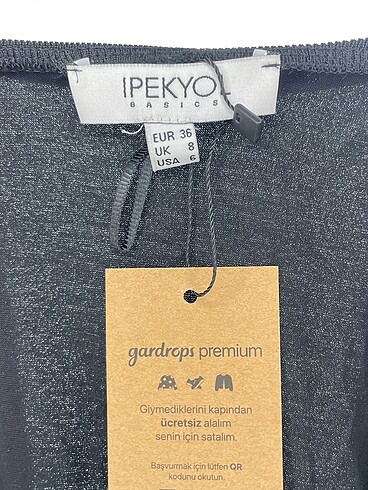 IPEKYOL
BASICS
EUR 36
UK 8
USA 6
gardrops premium
Giymediklerini kapından
ücretsiz alalım
senin için satalım.
Başvurmak için lütfen QR
kodunu okutun.